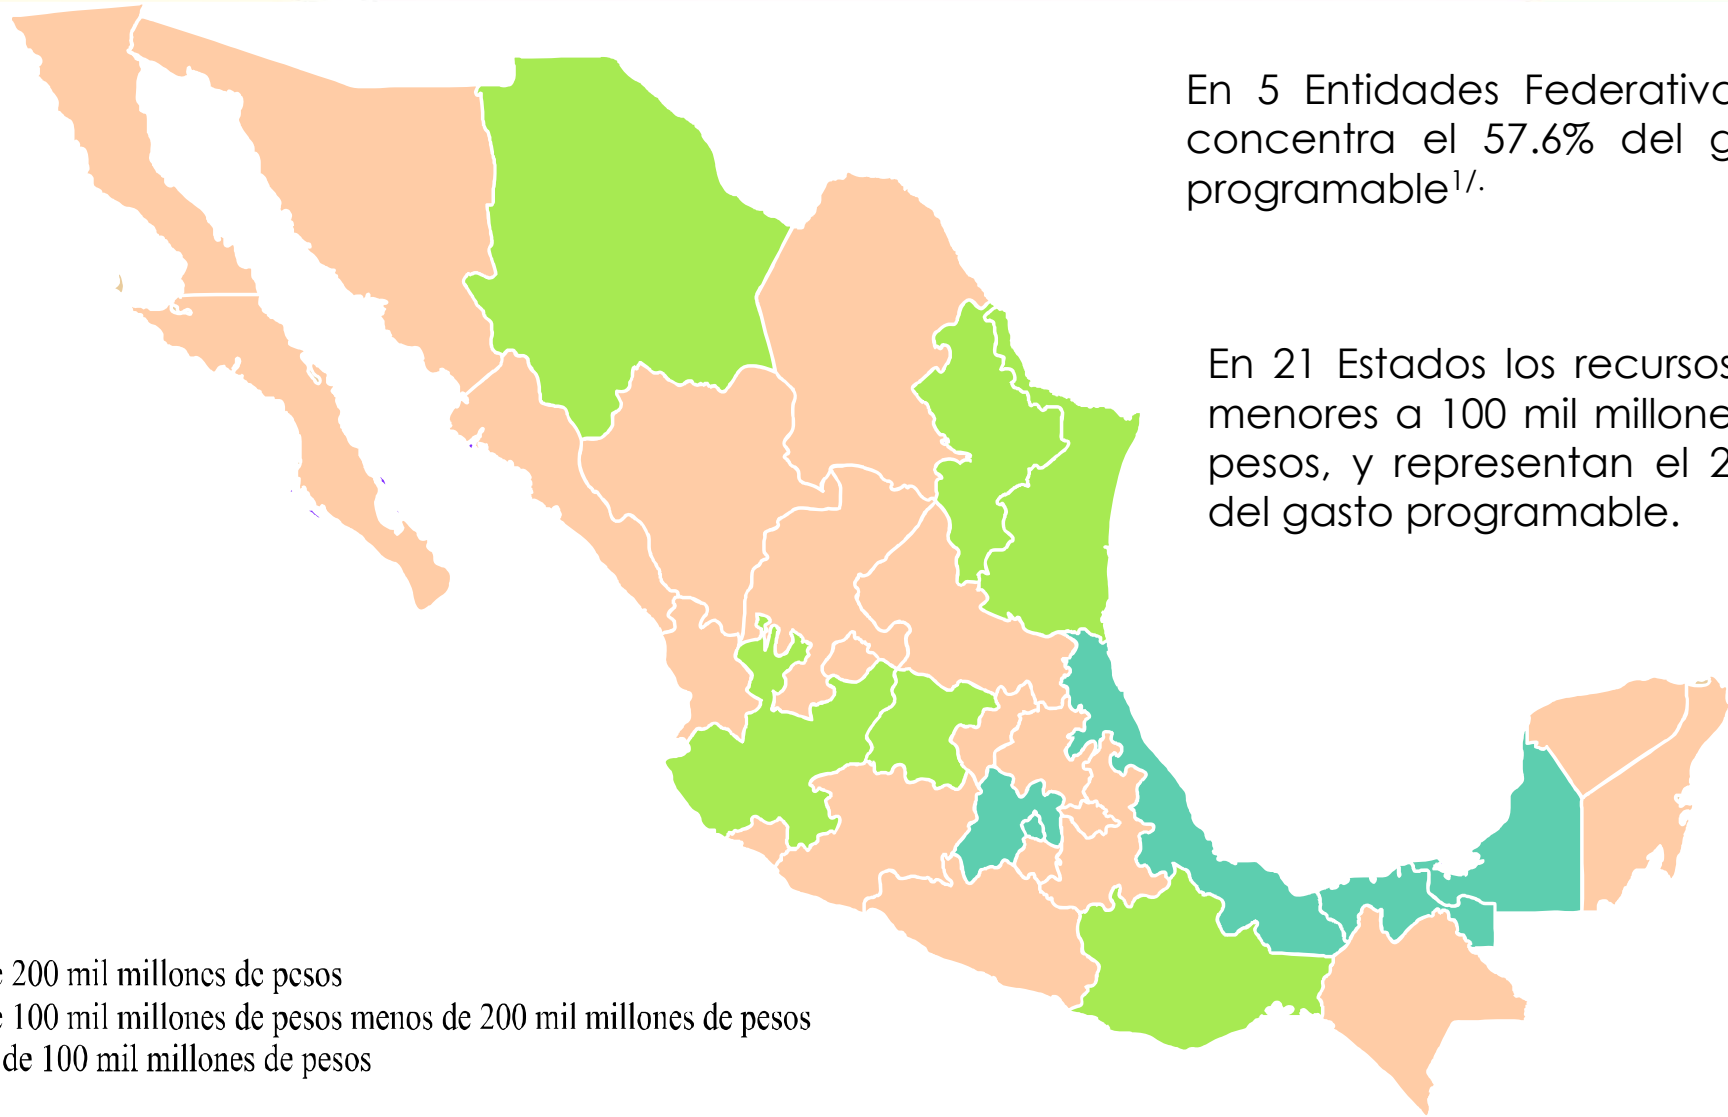 En 5 Entidades Federativ
concentra el 57.6% del g
programable1/.
En 21 Estados los recursos
menores a 100 mil millone
pesos, y representan el 2
del gasto programable.
e 200 mil millones de pesos
e 100 mil millones de pesos menos de 200 mil millones de pesos
de 100 mil millones de pesos